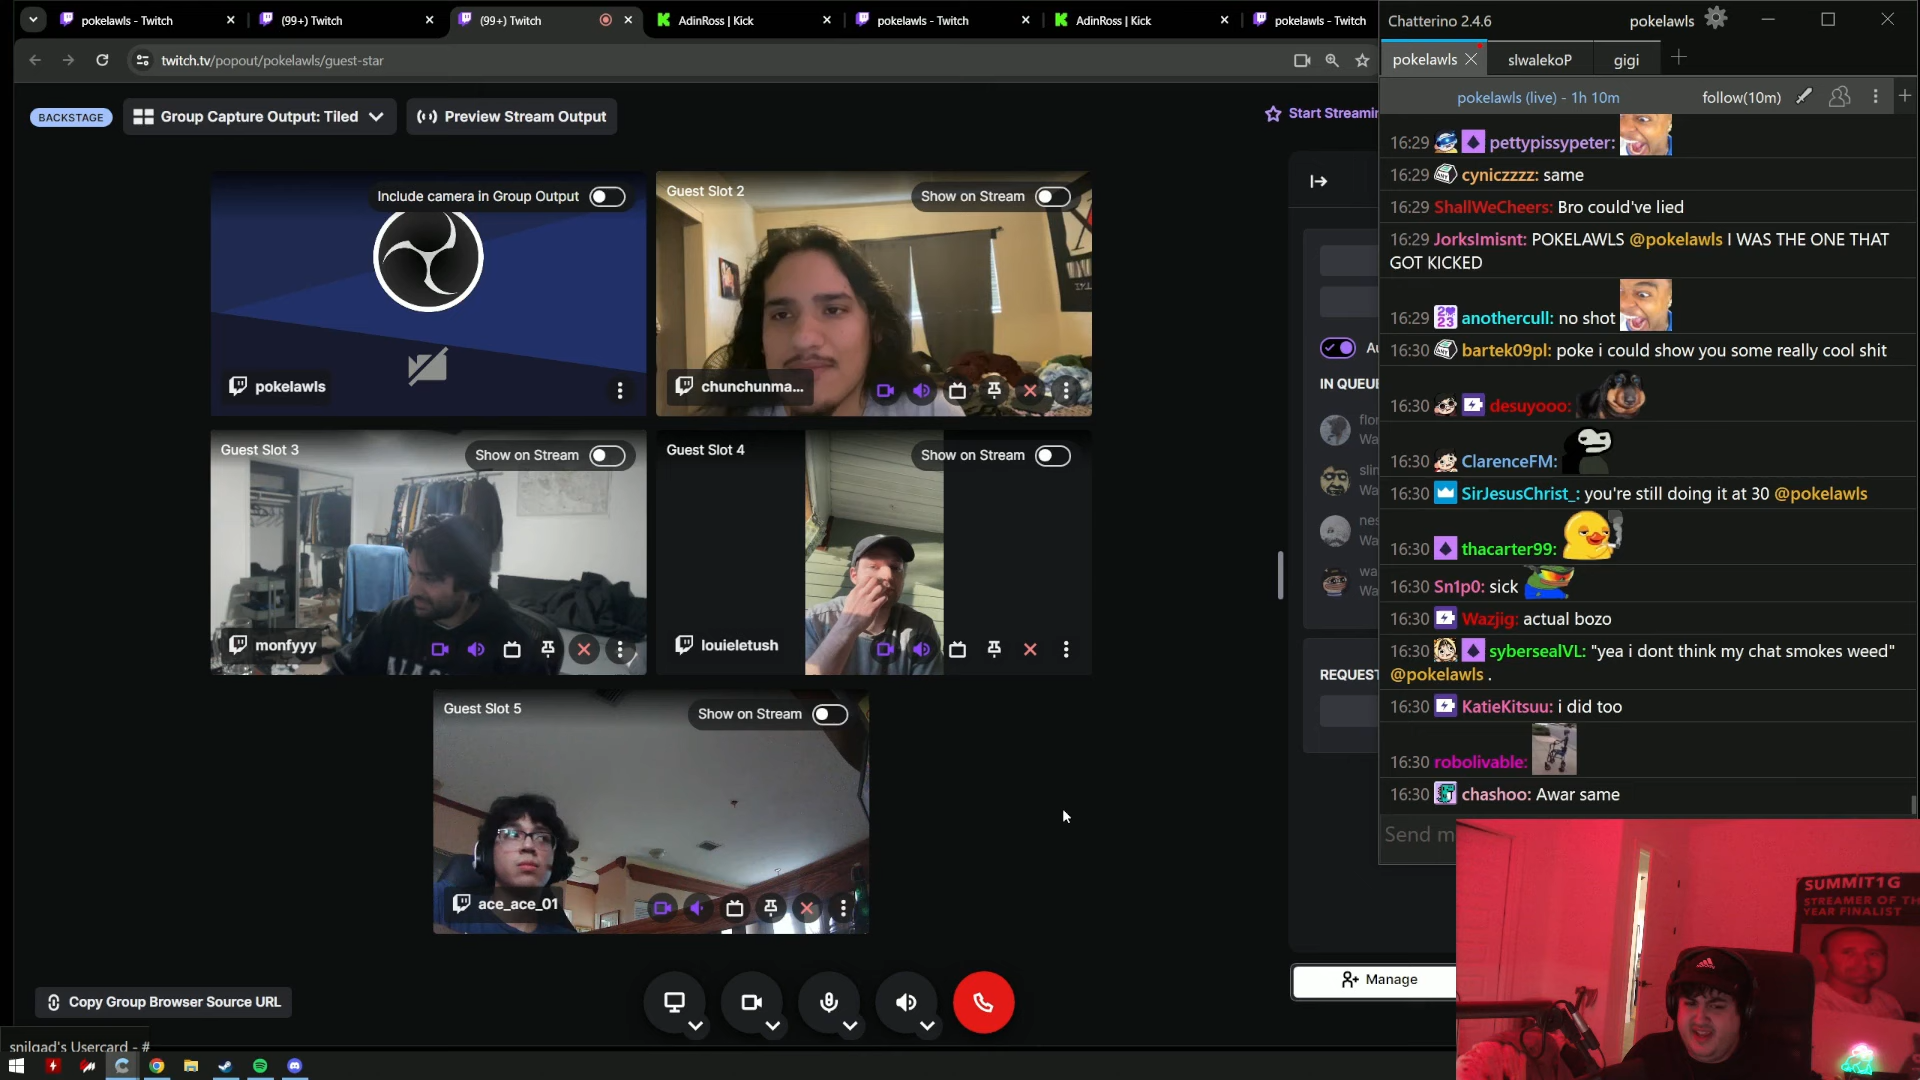 pokelawls - Twitch
(99+) Twitch
(99+) Twitch
AdinRoss | Kick
pokelawls - Twitch
AdinRoss | Kick
pokelawls - Twitch
twitch.tv/popout/pokelawls/guest-star
BACKSTAGE
Group Capture Output: Tiled
Preview Stream Output
Start Streamin
Include camera in Group Output
pokelawls
Guest Slot 2
Show on Stream
chunchunma...
Guest Slot 3
Show on Stream
monfyyy
Guest Slot 4
Show on Stream
louieletush
Guest Slot 5
Show on Stream
ace_ace_01
IN QUEU
REQUEST
Manage
Copy Group Browser Source URL
snilgad's Usercard - #
Chatterino 2.4.6
pokelawls
pokelawls
slwalekoP
gigi
pokelawls (live) - 1h 10m
follow(10m)
16:29 pettypissypeter:
16:29 cyniczzzz: same
16:29 ShallWeCheers: Bro could've lied
16:29 JorksImisnt: POKELAWLS @pokelawls I WAS THE ONE THAT
GOT KICKED
16:29 anothercull: no shot
16:30 bartek09pl: poke i could show you some really cool shit
16:30 desuyooo:
16:30 ClarenceFM:
16:30 SirJesusChrist_: you're still doing it at 30 @pokelawls
16:30 thacarter99:
16:30 Sn1p0: sick
16:30 Wazjig: actual bozo
16:30 sybersealVL: "yea i dont think my chat smokes weed"
@pokelawls .
16:30 KatieKitsuu: i did too
16:30 robolivable:
16:30 chashoo: Awar same
Send m
SUMMIT1G
STREAMER OF TH
YEAR FINALIST